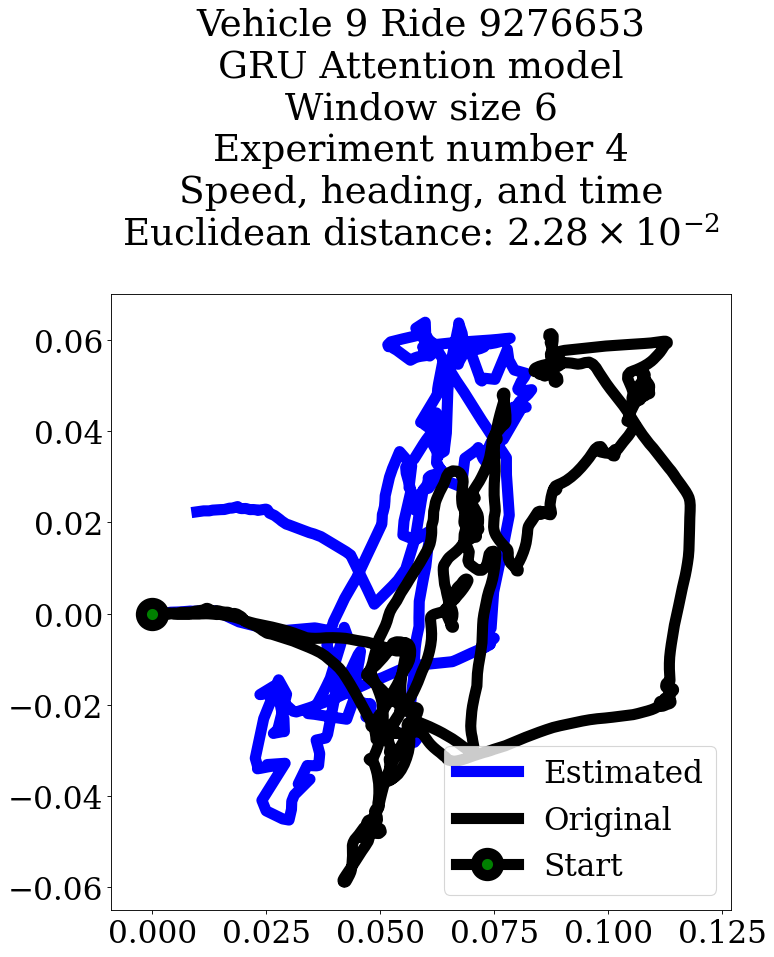 Vehicle 9 Ride 9276653
GRU Attention model
Window size 6
Experiment number 4
Speed, heading, and time
Euclidean distance: 2.28 × 10⁻²
0.06
0.04
0.02
0.00
−0.02
−0.04
−0.06
Estimated
Original
Start
0.000 0.025 0.050 0.075 0.100 0.125